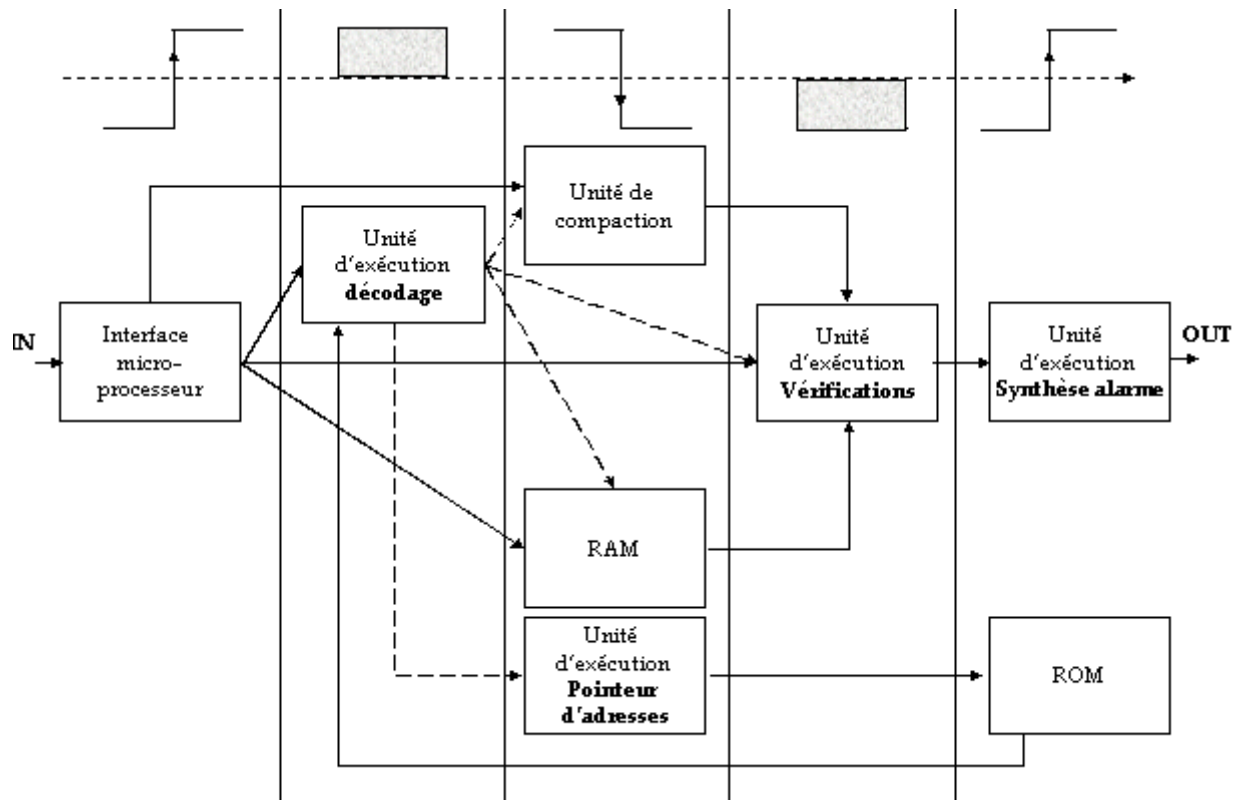 Unité de
compaction
Unité
d'exécution
décodage
IN
Interface
micro-
processeur
Unité
d'exécution
Vérifications
Unité
d'exécution
Synthèse alarme
OUT
RAM
Unité
d'exécution
Pointeur
d'adresses
ROM